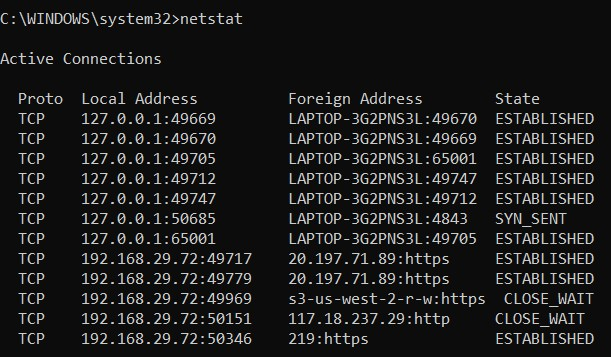 C:\WINDOWS\system32>netstat
Active Connections
Proto  Local Address          Foreign Address        State
TCP    127.0.0.1:49669        LAPTOP-3G2PNS3L:49670  ESTABLISHED
TCP    127.0.0.1:49670        LAPTOP-3G2PNS3L:49669  ESTABLISHED
TCP    127.0.0.1:49705        LAPTOP-3G2PNS3L:65001  ESTABLISHED
TCP    127.0.0.1:49712        LAPTOP-3G2PNS3L:49747  ESTABLISHED
TCP    127.0.0.1:49747        LAPTOP-3G2PNS3L:49712  ESTABLISHED
TCP    127.0.0.1:50685        LAPTOP-3G2PNS3L:4843   SYN_SENT
TCP    127.0.0.1:65001        LAPTOP-3G2PNS3L:49705  ESTABLISHED
TCP    192.168.29.72:49717    20.197.71.89:https     ESTABLISHED
TCP    192.168.29.72:49779    20.197.71.89:https     ESTABLISHED
TCP    192.168.29.72:49969    s3-us-west-2-r-w:https  CLOSE_WAIT
TCP    192.168.29.72:50151    117.18.237.29:http     CLOSE_WAIT
TCP    192.168.29.72:50346    219:https              ESTABLISHED